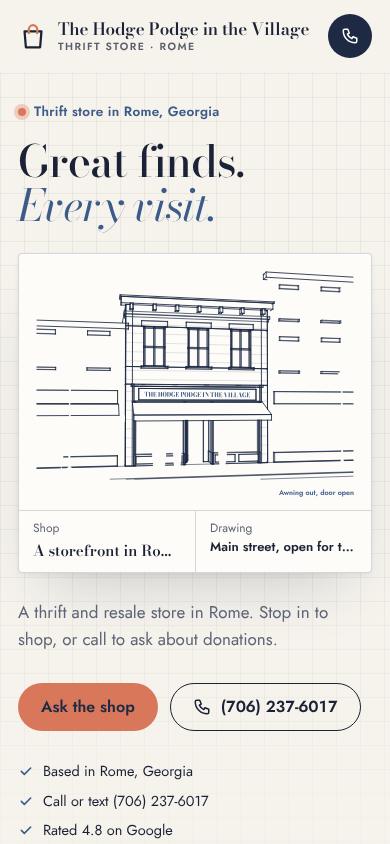 The Hodge Podge in the Village
THRIFT STORE · ROME
Thrift store in Rome, Georgia
Great finds.
Every visit.
THE HODGE PODGE IN THE VILLAGE
Awning out, door open
Shop
A storefront in Ro...
Drawing
Main street, open for t...
A thrift and resale store in Rome. Stop in to
shop, or call to ask about donations.
Ask the shop
(706) 237-6017
Based in Rome, Georgia
Call or text (706) 237-6017
Rated 4.8 on Google